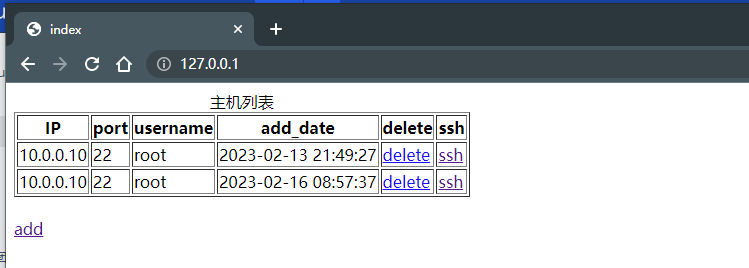 index
127.0.0.1
主机列表
IP port username add_date delete ssh
10.0.0.10 22 root 2023-02-13 21:49:27 delete ssh
10.0.0.10 22 root 2023-02-16 08:57:37 delete ssh
add